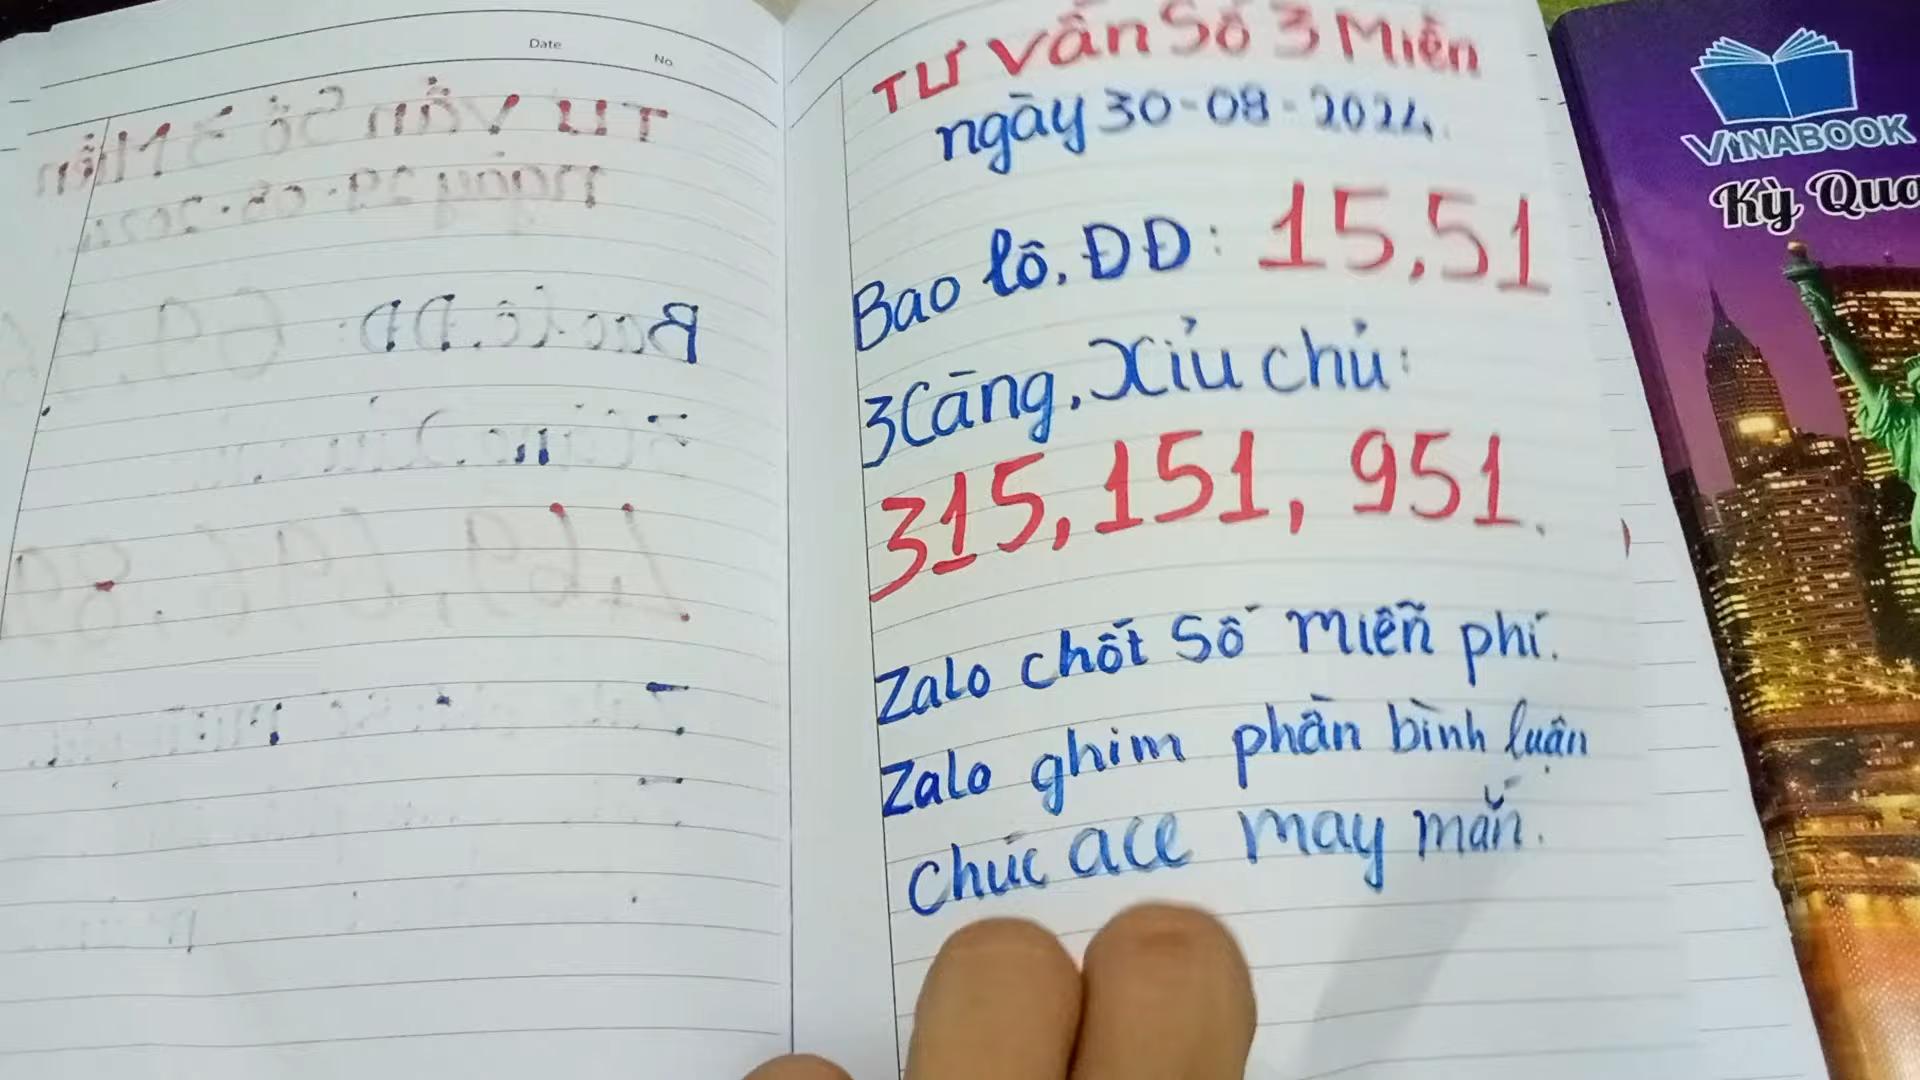 Date
No.
Tư vấn Số 3 Miền
ngày 30-08-2024.
Bao lô, ĐĐ: 15,51
3 Càng, Xỉu chủ:
315, 151, 951.
Zalo chốt Số miễn phí.
Zalo ghim phần bình luận
Chúc ace may mắn.
VINABOOK
Kỳ Qua